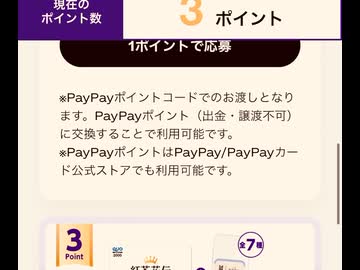 現在の
ポイント数
3 ポイント
1ポイントで応募
※PayPayポイントコードでのお渡しとなり
ます。PayPayポイント（出金・譲渡不可）
に交換することで利用可能です。
※PayPayポイントはPayPay/PayPayカー
ド公式ストアでも利用可能です。
3
Point
全7種
紅茶花伝